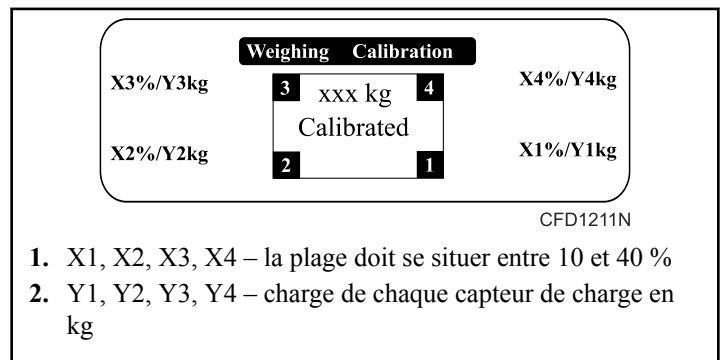 Weighing Calibration
X3%/Y3kg
3
xxx kg
4
X4%/Y4kg
Calibrated
X2%/Y2kg
2
1
X1%/Y1kg
CFD1211N
1. X1, X2, X3, X4 – la plage doit se situer entre 10 et 40 %
2. Y1, Y2, Y3, Y4 – charge de chaque capteur de charge en
kg